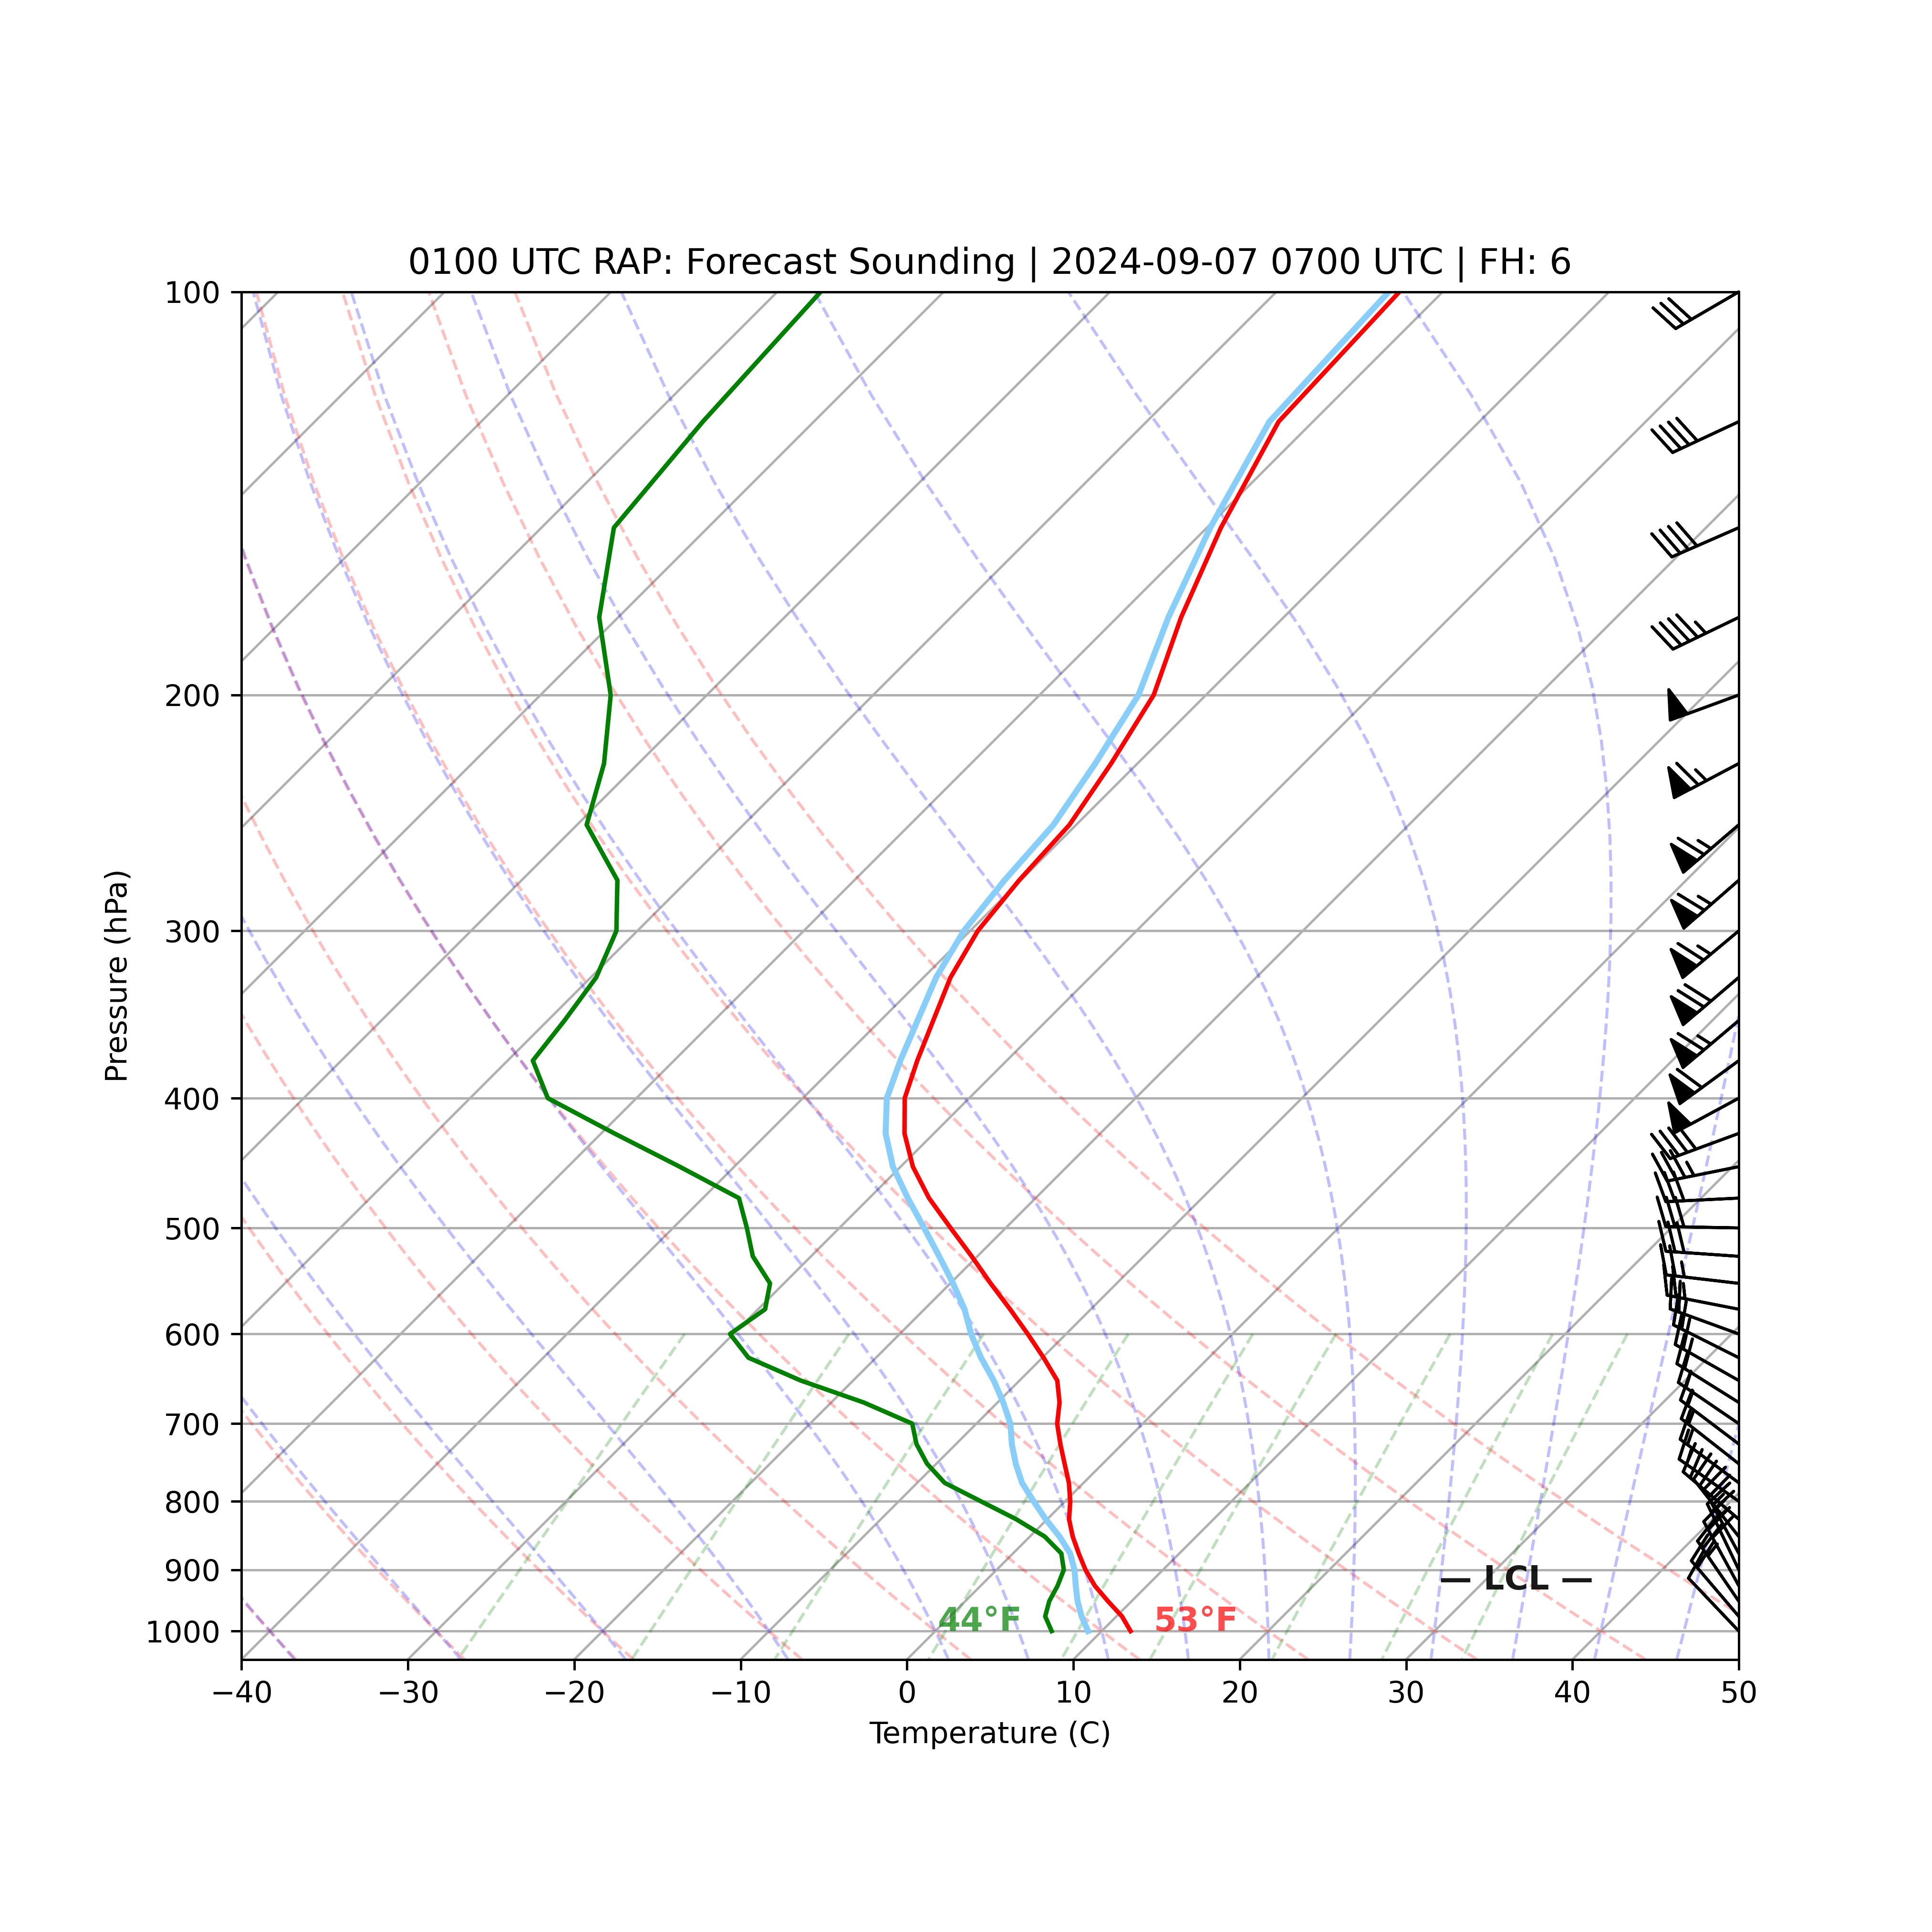 0100 UTC RAP: Forecast Sounding | 2024-09-07 0700 UTC | FH: 6
100
200
300
400
500
600
700
800
900
1000
Pressure (hPa)
— LCL —
44°F
53°F
−40 −30 −20 −10 0 10 20 30 40 50
Temperature (C)